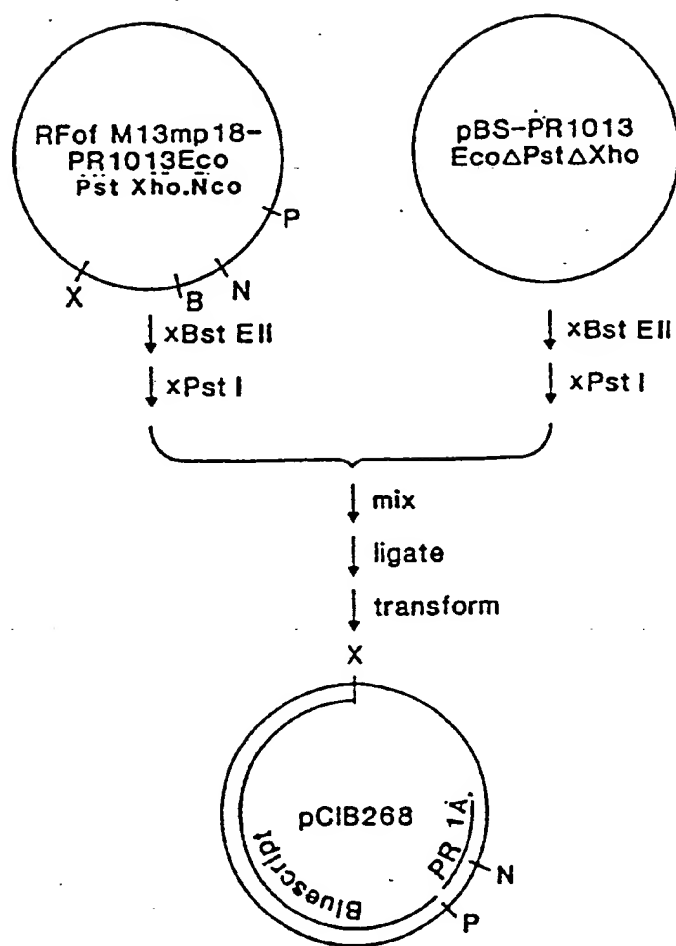 RFof M13mp18-
PR1013Eco
Pst Xho.Nco
P
X
B
N
pBS-PR1013
EcoΔPstΔXho
xBst EII
xPst I
xBst EII
xPst I
mix
ligate
transform
X
pCIB268
Bluescript
PR 1A.
N
P